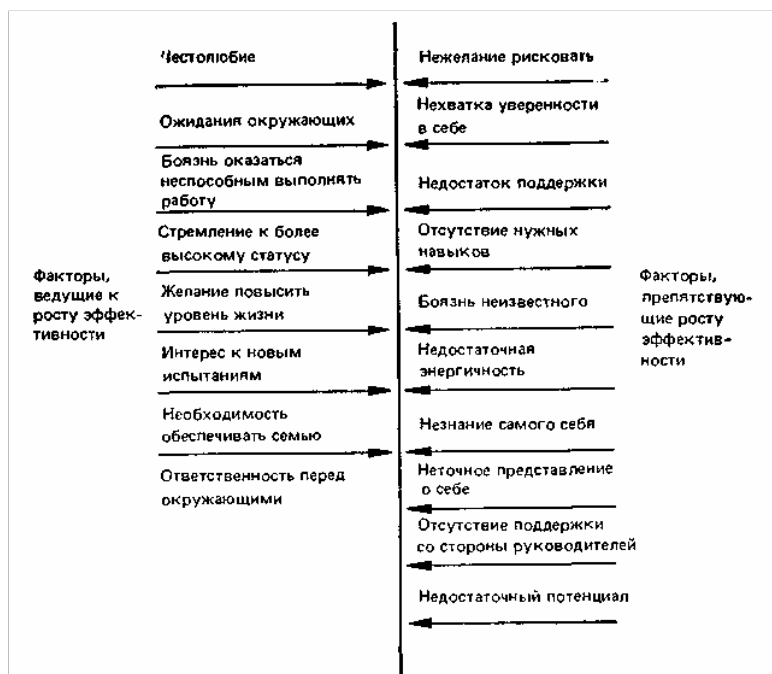 Факторы,
ведущие к
росту эффек-
тивности
Честолюбие
Ожидания окружающих
Боязнь оказаться
неспособным выполнять
работу
Стремление к более
высокому статусу
Желание повысить
уровень жизни
Интерес к новым
испытаниям
Необходимость
обеспечивать семью
Ответственность перед
окружающими
Нежелание рисковать
Нехватка уверенности
в себе
Недостаток поддержки
Отсутствие нужных
навыков
Боязнь неизвестного
Недостаточная
энергичность
Незнание самого себя
Неточное представление
о себе
Отсутствие поддержки
со стороны руководителей
Недостаточный потенциал
Факторы,
препятствую-
щие росту
эффектив-
ности